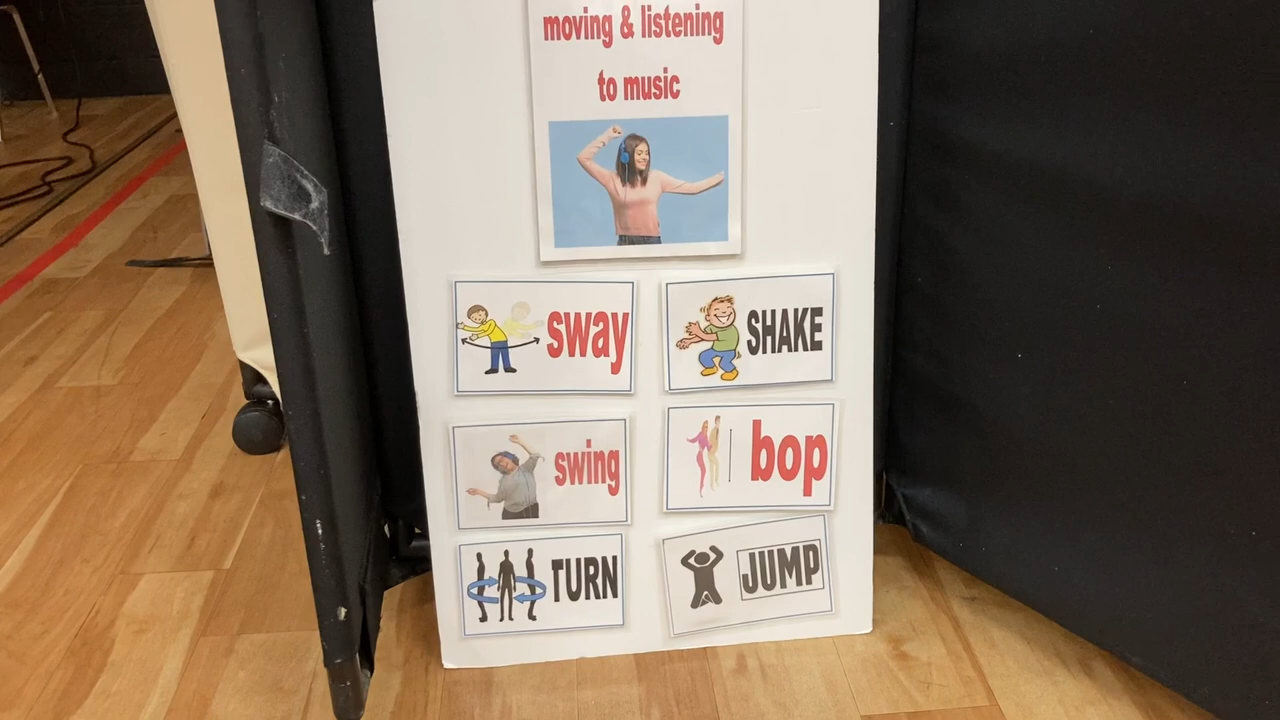 moving & listening
to music
sway
SHAKE
swing
bop
TURN
JUMP